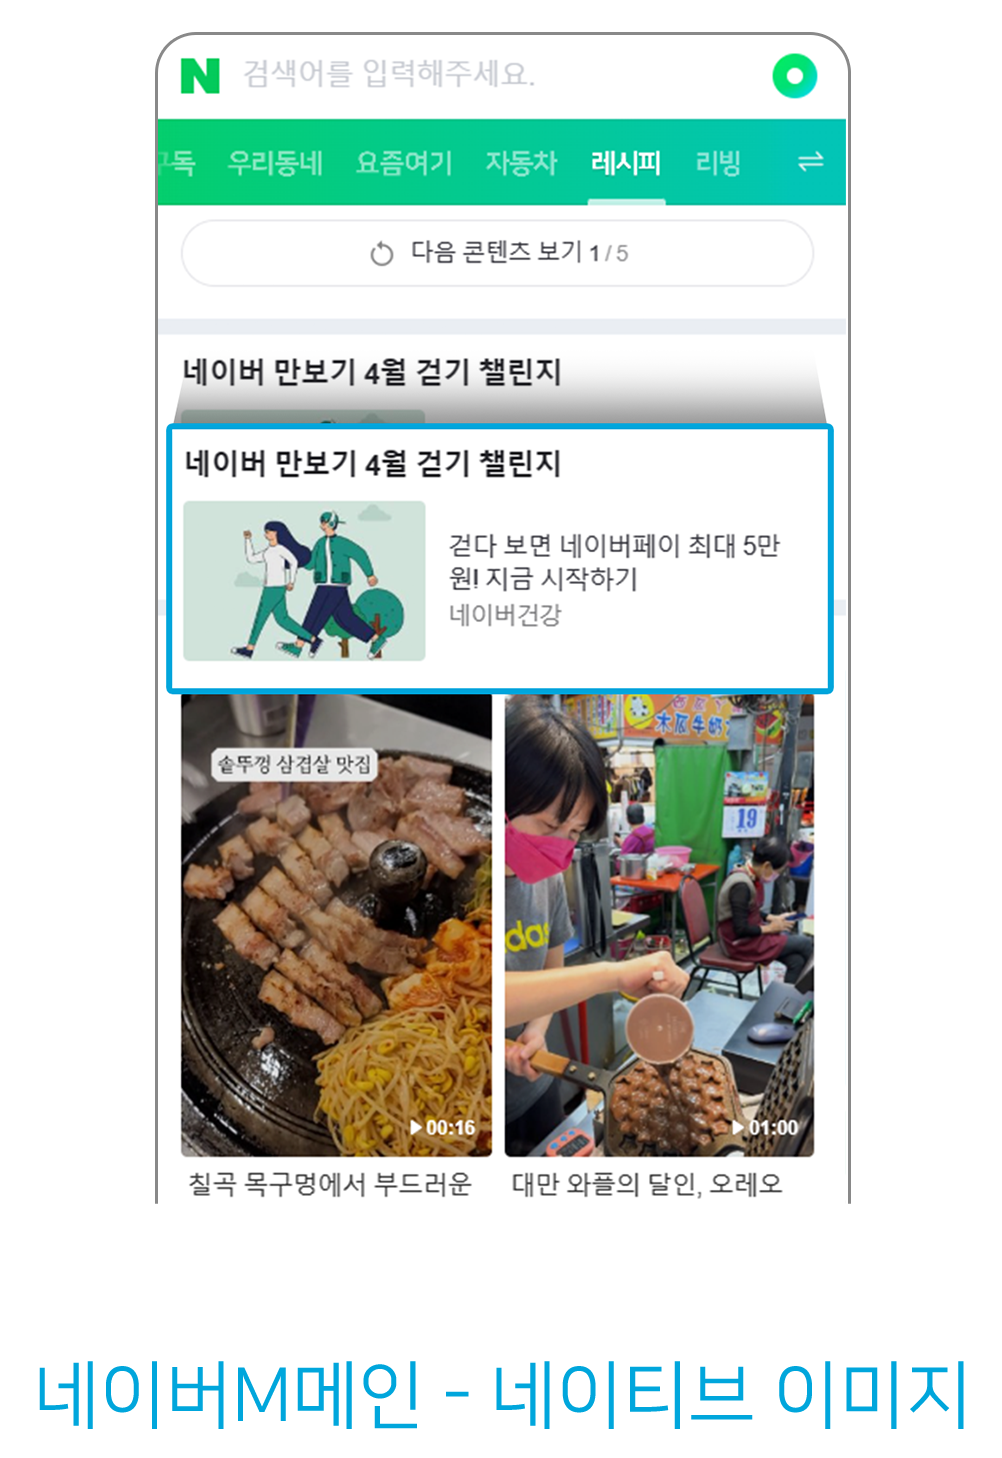 N 검색어를 입력해주세요.
구독 우리동네 요즘여기 자동차 레시피 리빙
다음 콘텐츠 보기 1 / 5
네이버 만보기 4월 걷기 챌린지
네이버 만보기 4월 걷기 챌린지
걷다 보면 네이버페이 최대 5만
원! 지금 시작하기
네이버건강
솥뚜껑 삼겹살 맛집
木瓜牛奶
19
das
00:16
01:00
칠곡 목구멍에서 부드러운
대만 와플의 달인, 오레오
네이버M메인 - 네이티브 이미지